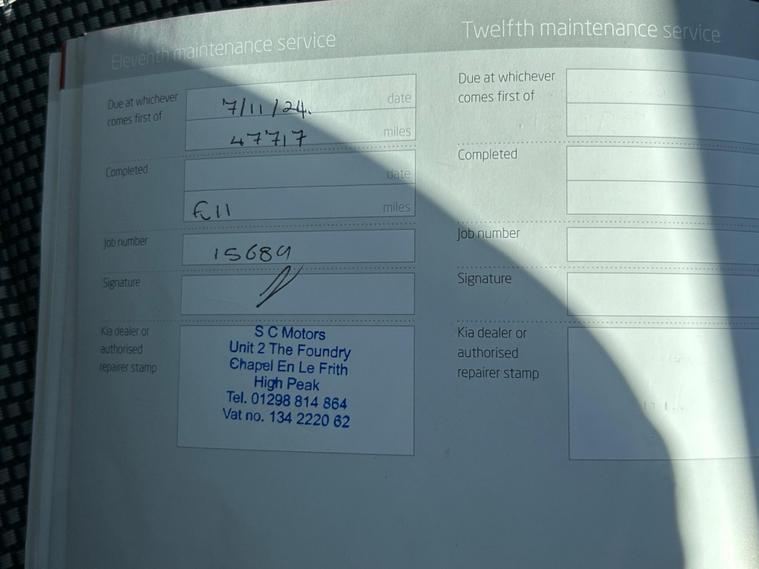 Eleventh maintenance service
Due at whichever
comes first of
7/11/24. date
47717 miles
Completed
date
Full miles
Job number
15689
Signature
Kia dealer or
authorised
repairer stamp
S C Motors
Unit 2 The Foundry
Chapel En Le Frith
High Peak
Tel. 01298 814 864
Vat no. 134 2220 62
Twelfth maintenance service
Due at whichever
comes first of
Completed
Job number
Signature
Kia dealer or
authorised
repairer stamp